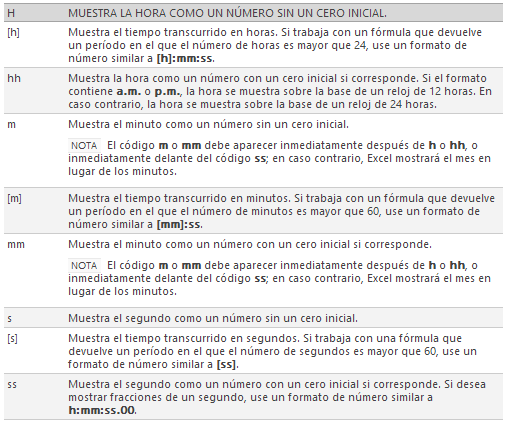 H MUESTRA LA HORA COMO UN NÚMERO SIN UN CERO INICIAL.
[h] Muestra el tiempo transcurrido en horas. Si trabaja con un fórmula que devuelve
un período en el que el número de horas es mayor que 24, use un formato de
número similar a [h]:mm:ss.
hh Muestra la hora como un número con un cero inicial si corresponde. Si el formato
contiene a.m. o p.m., la hora se muestra sobre la base de un reloj de 12 horas. En
caso contrario, la hora se muestra sobre la base de un reloj de 24 horas.
m Muestra el minuto como un número sin un cero inicial.
NOTA El código m o mm debe aparecer inmediatamente después de h o hh, o
inmediatamente delante del código ss; en caso contrario, Excel mostrará el mes en
lugar de los minutos.
[m] Muestra el tiempo transcurrido en minutos. Si trabaja con un fórmula que devuelve
un período en el que el número de minutos es mayor que 60, use un formato de
número similar a [mm]:ss.
mm Muestra el minuto como un número con un cero inicial si corresponde.
NOTA El código m o mm debe aparecer inmediatamente después de h o hh, o
inmediatamente delante del código ss; en caso contrario, Excel mostrará el mes en
lugar de los minutos.
s Muestra el segundo como un número sin un cero inicial.
[s] Muestra el tiempo transcurrido en segundos. Si trabaja con una fórmula que
devuelve un período en el que el número de segundos es mayor que 60, use un
formato de número similar a [ss].
ss Muestra el segundo como un número con un cero inicial si corresponde. Si desea
mostrar fracciones de un segundo, use un formato de número similar a
h:mm:ss.00.